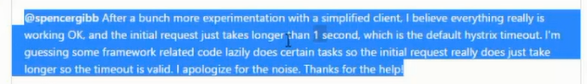 @spencergibb After a bunch more experimentation with a simplified client, I believe everything really is
working OK, and the initial request just takes longer than 1 second, which is the default hystrix timeout. I'm
guessing some framework related code lazily does certain tasks so the initial request really does just take
longer so the timeout is valid. I apologize for the noise. Thanks for the help!